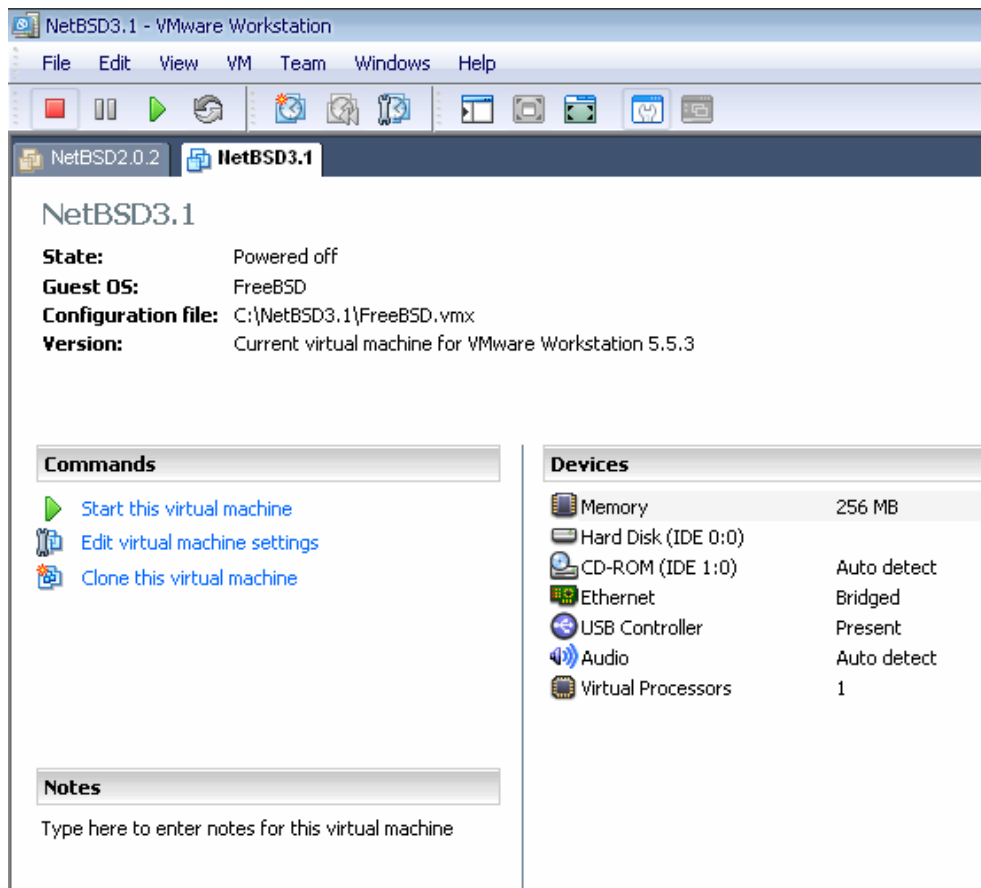 NetBSD3.1 - VMware Workstation
File Edit View VM Team Windows Help
NetBSD2.0.2 NetBSD3.1
NetBSD3.1
State: Powered off
Guest OS: FreeBSD
Configuration file: C:\NetBSD3.1\FreeBSD.vmx
Version: Current virtual machine for VMware Workstation 5.5.3
Commands
Start this virtual machine
Edit virtual machine settings
Clone this virtual machine
Devices
Memory 256 MB
Hard Disk (IDE 0:0)
CD-ROM (IDE 1:0) Auto detect
Ethernet Bridged
USB Controller Present
Audio Auto detect
Virtual Processors 1
Notes
Type here to enter notes for this virtual machine